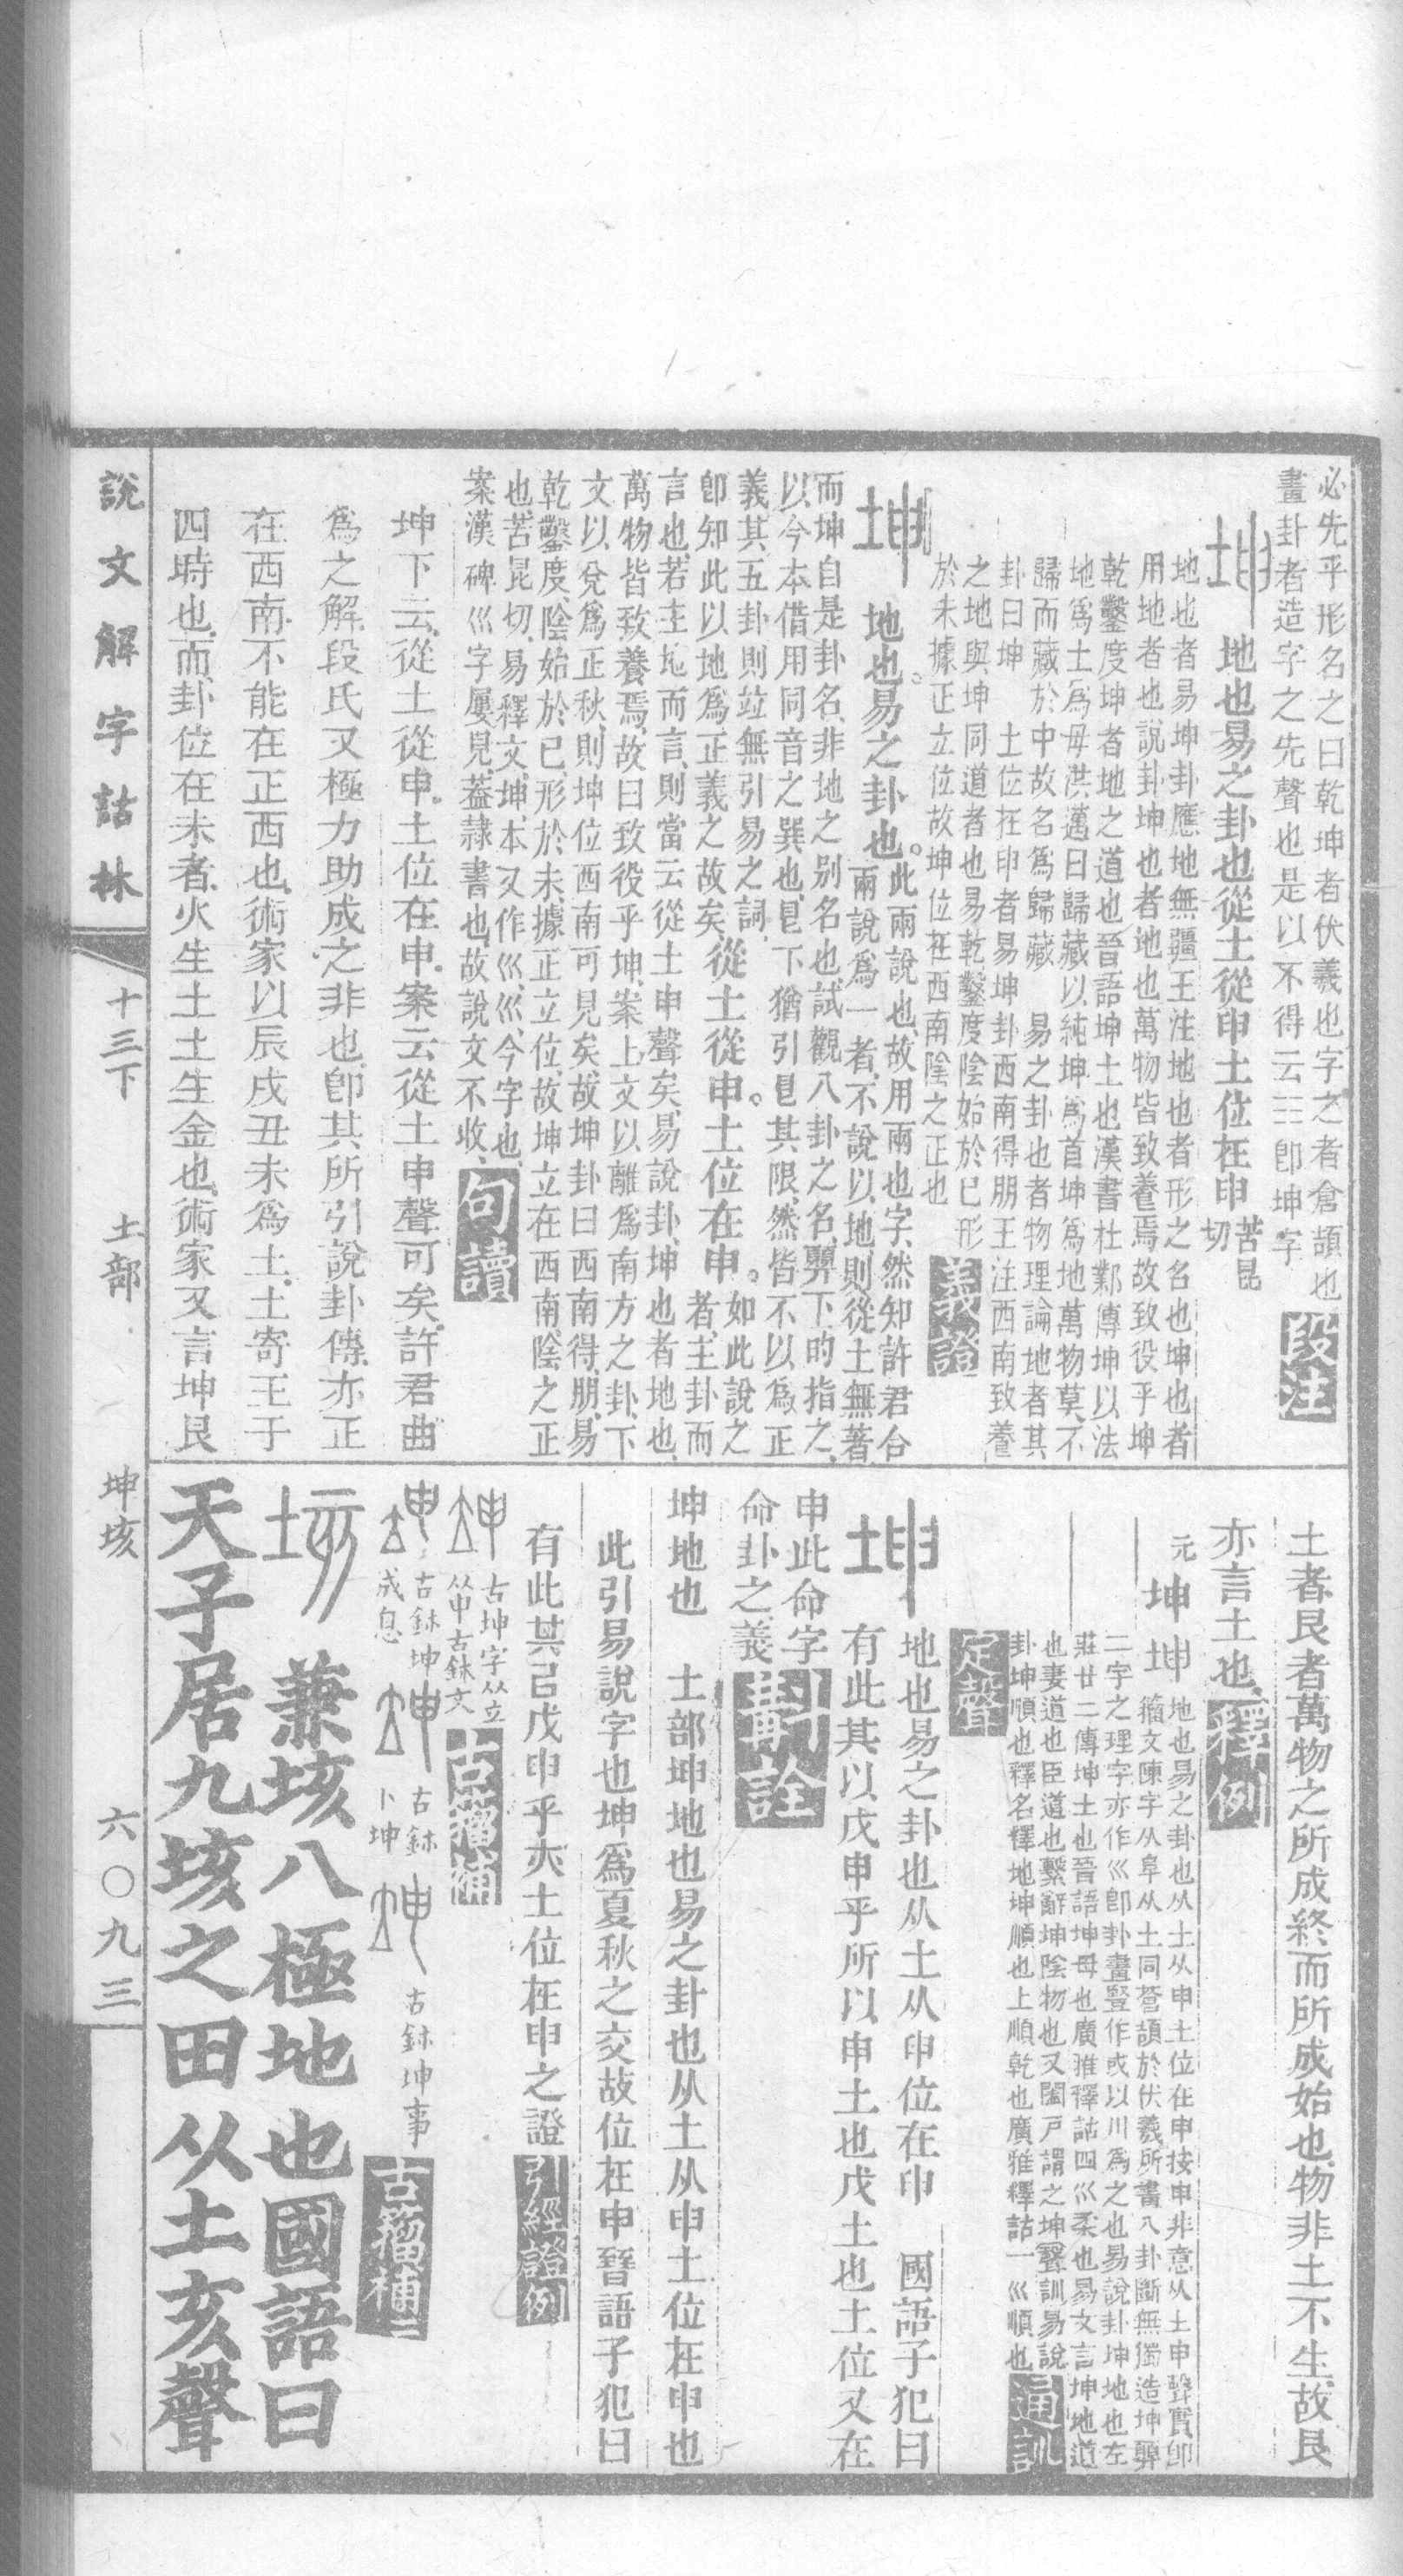 必先乎形名之曰乾坤者伏羲也字之者倉頡也
畫卦者造字之先聲也是以不得云☷卽坤字 段注
地也易之卦也從土從申土位在申 苦昆切
地也者易坤卦應地無疆王注地也者形之名也坤也者
用地者也說卦坤也者地也萬物皆致養焉故致役乎坤
乾鑿度坤者地之道也晉語坤土也漢書杜鄴傳坤以法
地爲土爲母洪邁曰歸藏以純坤爲首坤爲地萬物莫不
歸而藏於中故名爲歸藏 易之卦也者物理論地者其
卦曰坤 土位在申者易坤卦西南得朋王注西南致養
之地與坤同道者也易乾鑿度陰始於巳形
於未據正立位故坤位在西南陰之正也 義證
地也。易之卦也。此兩說也、故用兩也字、然知許君合
兩說爲一者、不說以地則從土無著
而坤自是卦名、非地之別名也、試觀八卦之名、巽下的指之、
以今本借用同音之巽也、艮下猶引艮其限、然皆不以爲正
義、其五卦則竝無引易之詞、
卽知此以地爲正義之故矣、從土從申。土位在申。如此說之者、主卦而
言也、若主地而言、則當云從土申聲矣、易說卦、坤也者地也、
萬物皆致養焉、故曰致役乎坤、案上文以離爲南方之卦、下
文以兌爲正秋、則坤位西南可見矣、故坤卦曰西南得朋、易
乾鑿度、陰始於巳、形於未、據正立位、故坤立在西南、陰之正
也、苦昆切、易釋文、坤、本又作巛、巛、今字也、
案漢碑巛字屢見、葢隷書也、故說文不收、 句讀
坤下云、從土從申、土位在申、案云從土申聲可矣、許君曲
爲之解、段氏又極力助成之、非也、卽其所引說卦傳、亦正
在西南、不能在正西也、術家以辰戌丑未爲土、土寄王于
四時也、而卦位在未者、火生土、土生金也、術家又言坤艮
土者、艮者萬物之所成終而所成始也、物非土不生、故艮
亦言土也、 釋例
元 坤 地也易之卦也从土从申土位在申按申非意从土申聲實卽
籀文陳字从阜从土同蒼頡於伏羲所畫八卦斷無獨造坤巽
二字之理字亦作巛卽卦畫豎作或以川爲之也易說卦坤地也左
莊廿二傳坤土也晉語坤母也廣雅釋詁四巛柔也易文言坤地道
也妻道也臣道也繫辭坤陰物也又闔戶謂之坤聲訓易說
卦坤順也釋名釋地坤順也上順乾也廣雅釋詁一巛順也 通訓
定聲
地也易之卦也从土从申位在申 國語子犯曰
有此其以戊申乎所以申土也戊土也土位又在
申此命字
命卦之義 斠詮
坤地也 土部坤地也易之卦也从土从申土位在申也
此引易說字也坤爲夏秋之交故位在申晉語子犯曰
有此其吕戊申乎亦土位在申之證 引經證例
古坤字从立
从申古鉢文 古籀補
古鉢坤
成息 古鉢
卜坤 古鉢坤事 古籀補
兼垓八極地也國語曰
天子居九垓之田从土亥聲
說文解字詁林 十三下 土部 坤垓 六〇九三